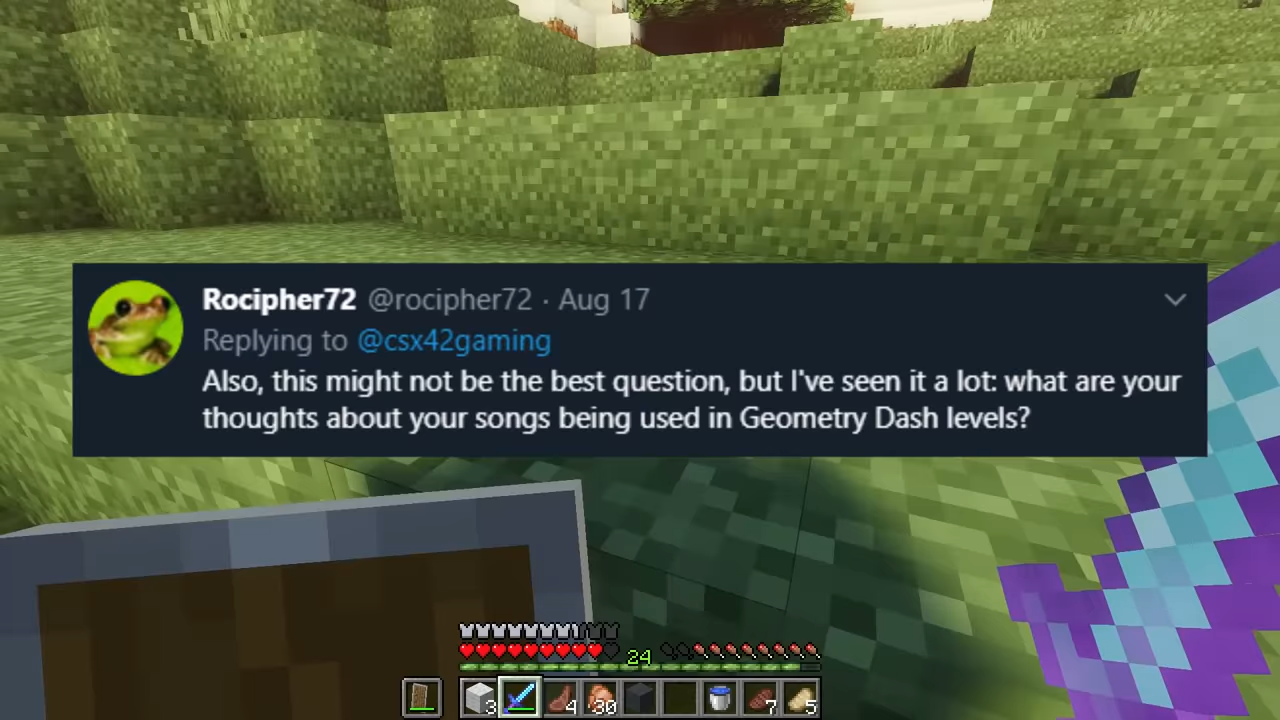 Rocipher72 @rocipher72 · Aug 17
Replying to @csx42gaming
Also, this might not be the best question, but I've seen it a lot: what are your
thoughts about your songs being used in Geometry Dash levels?
24
3 4 30 7 5